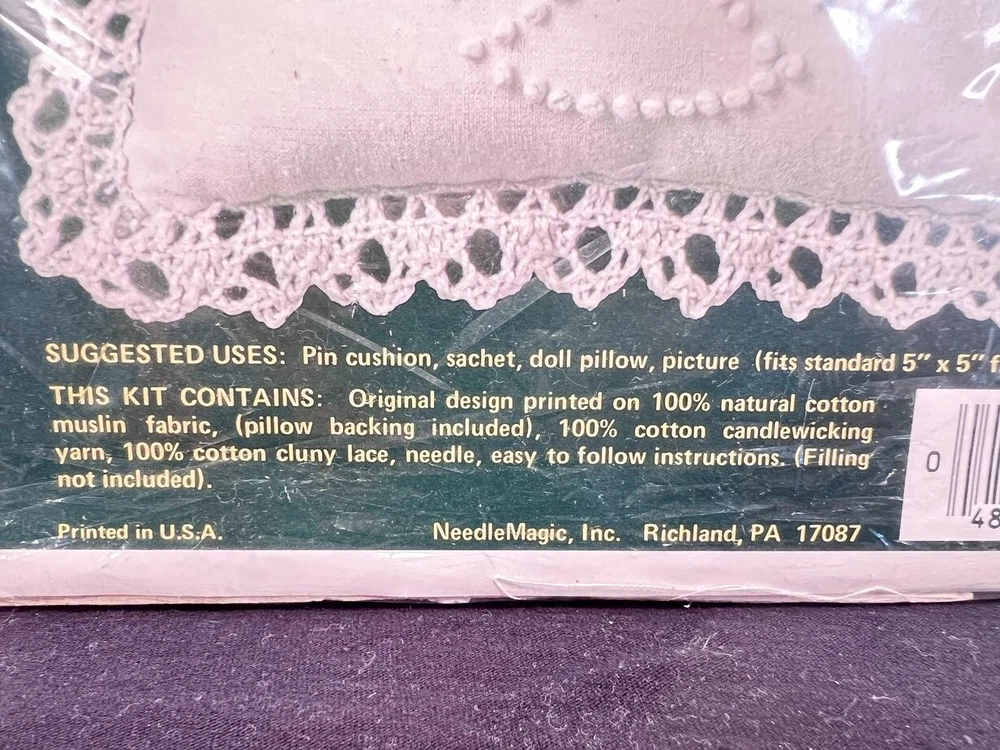 SUGGESTED USES: Pin cushion, sachet, doll pillow, picture (fits standard 5" x 5"
THIS KIT CONTAINS: Original design printed on 100% natural cotton
muslin fabric, (pillow backing included), 100% cotton candlewicking
yarn, 100% cotton cluny lace, needle, easy to follow instructions. (Filling
not included).
Printed in U.S.A. NeedleMagic, Inc. Richland, PA 17087
0
48